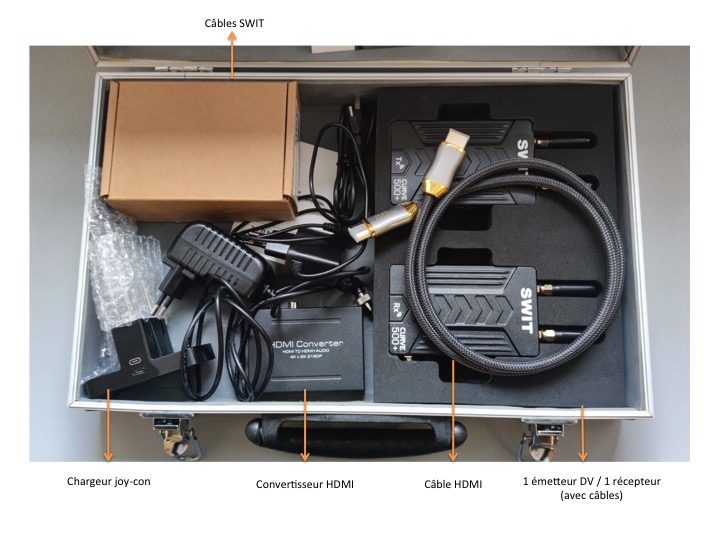 Câbles SWIT
SWIT
Tx
CURVE
500+
HDMI Converter
HDMI TO HDMI+AUDIO
4K x 2K 2160P
SWIT
Rx
CURVE
500+
Chargeur joy-con
Convertisseur HDMI
Câble HDMI
1 émetteur DV / 1 récepteur
(avec câbles)